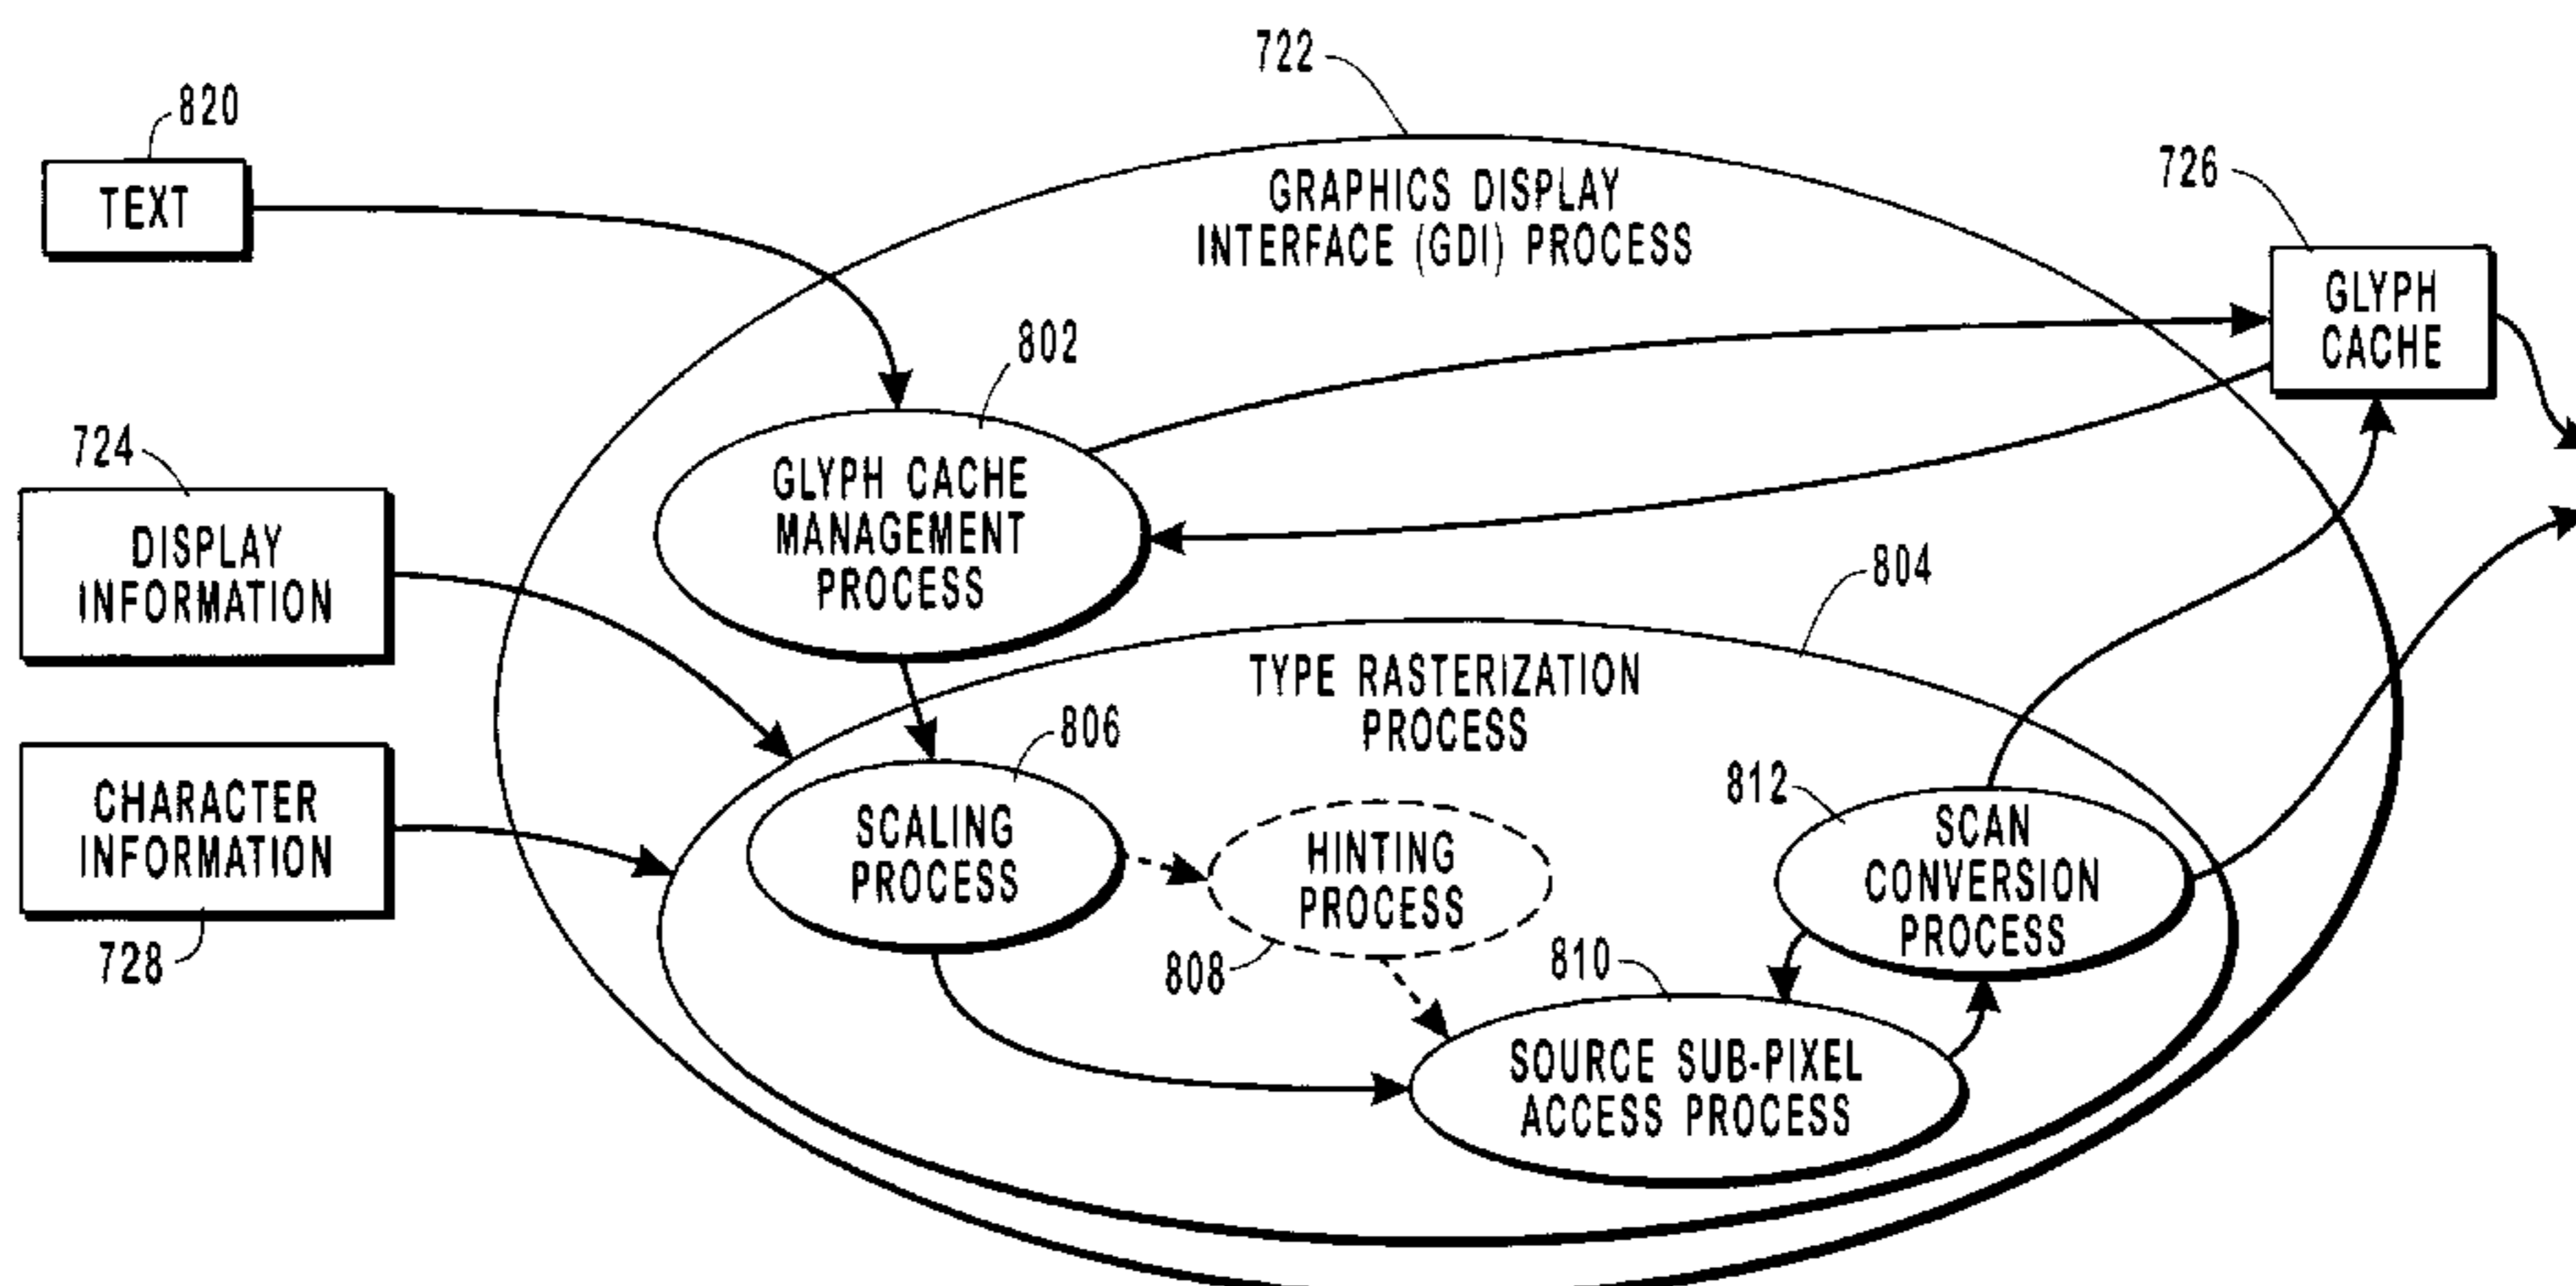 722
820
TEXT
GRAPHICS DISPLAY
INTERFACE (GDI) PROCESS
726
GLYPH
CACHE
802
GLYPH CACHE
MANAGEMENT
PROCESS
724
DISPLAY
INFORMATION
804
TYPE RASTERIZATION
PROCESS
CHARACTER
INFORMATION
728
806
SCALING
PROCESS
HINTING
PROCESS
808
812
SCAN
CONVERSION
PROCESS
810
SOURCE SUB-PIXEL
ACCESS PROCESS